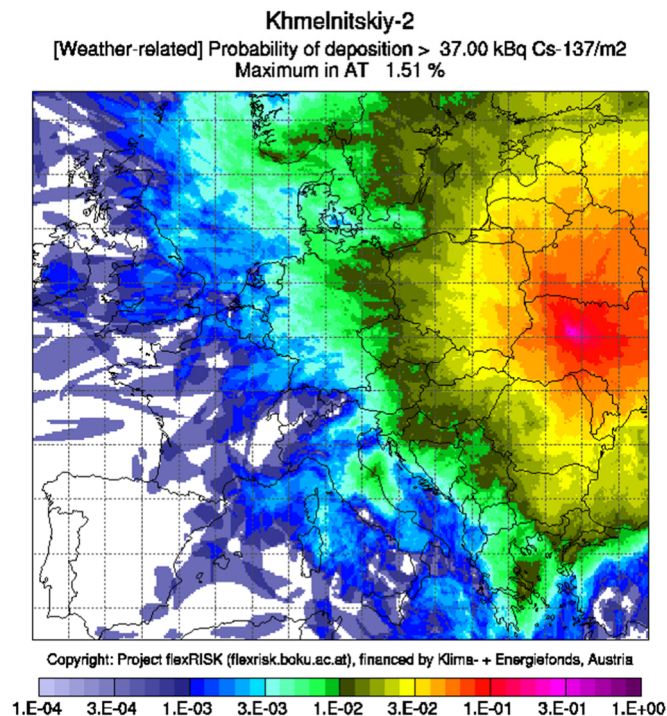 Khmelnitskiy-2
[Weather-related] Probability of deposition > 37.00 kBq Cs-137/m2
Maximum in AT 1.51 %
Copyright: Project flexRISK (flexrisk.boku.ac.at), financed by Klima- + Energiefonds, Austria
1.E-04 3.E-04 1.E-03 3.E-03 1.E-02 3.E-02 1.E-01 3.E-01 1.E+00